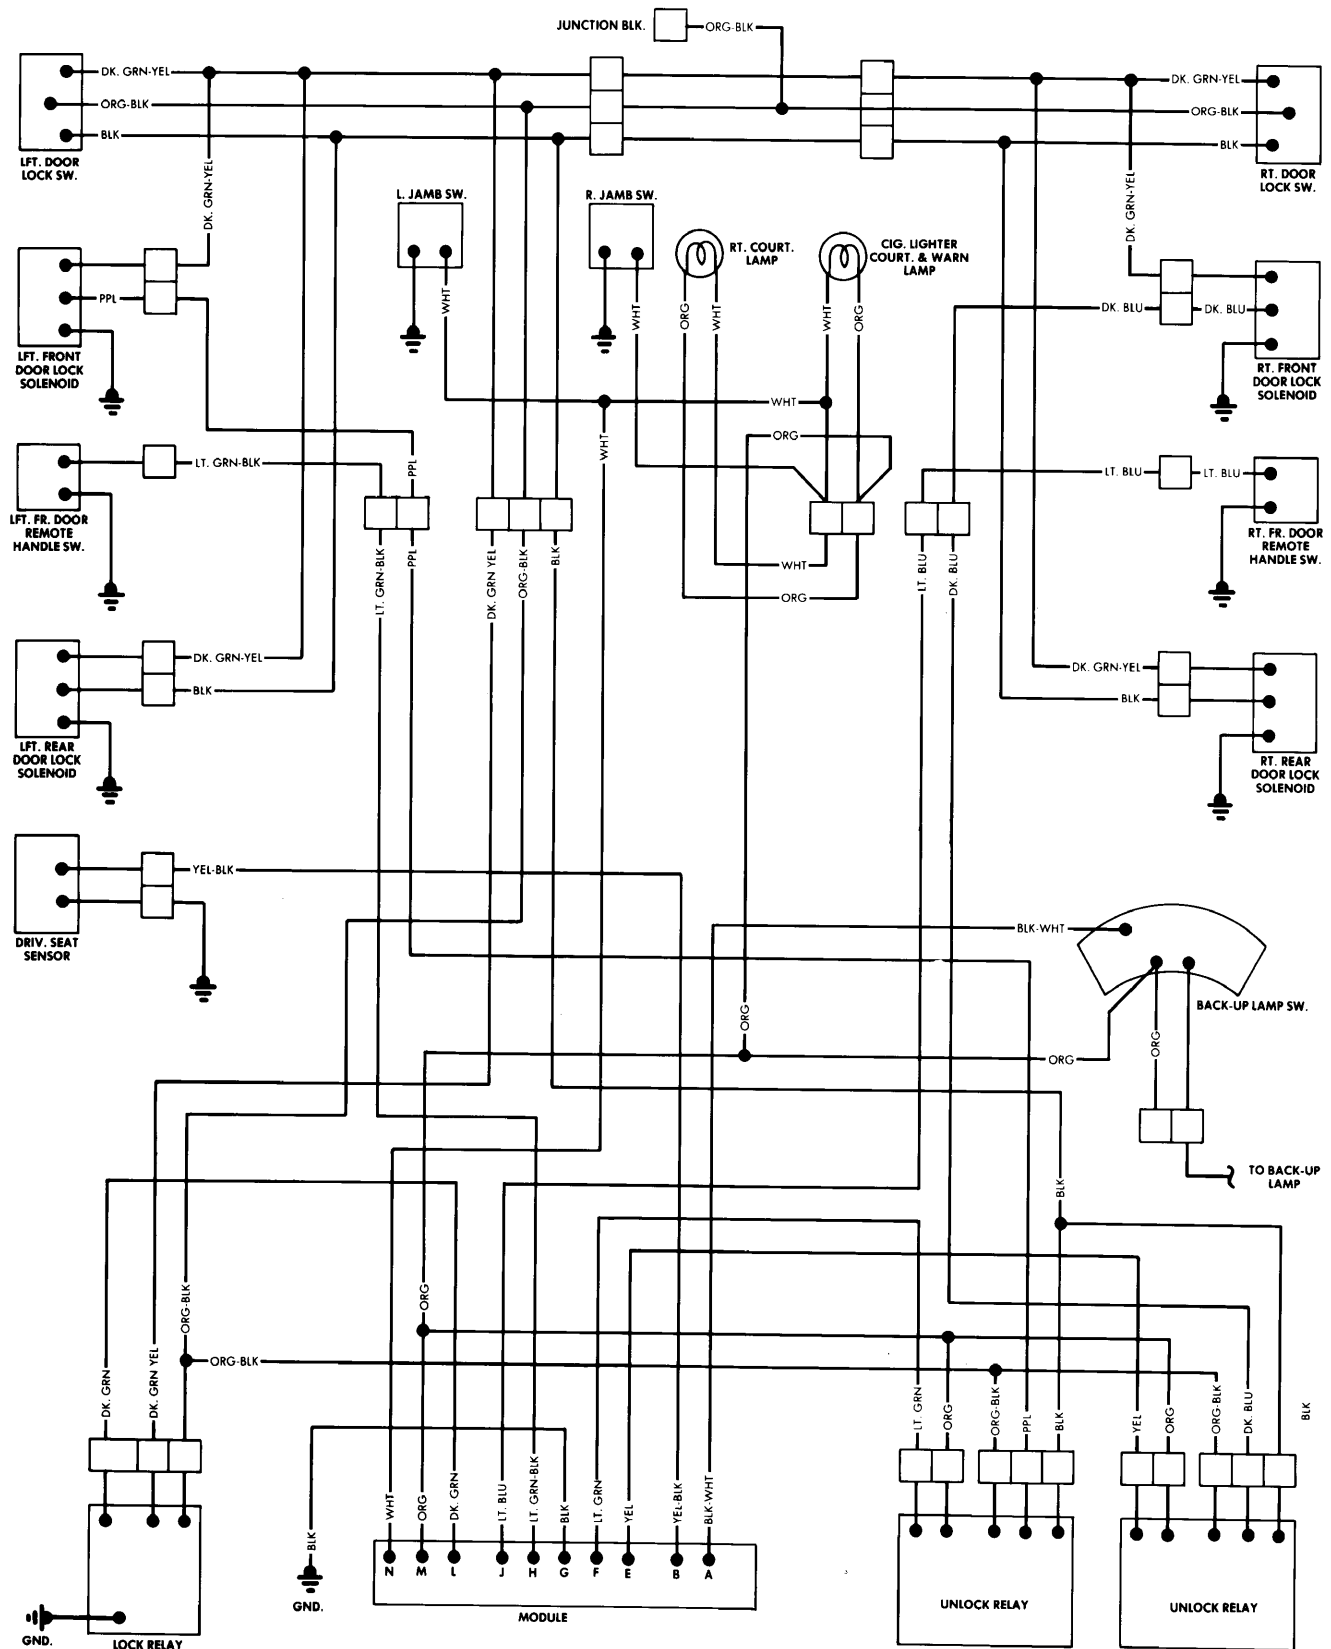 JUNCTION BLK.
ORG-BLK
DK. GRN-YEL
DK. GRN-YEL
ORG-BLK
ORG-BLK
BLK
BLK
LFT. DOOR
LOCK SW.
RT. DOOR
LOCK SW.
DK. GRN-YEL
DK. GRN-YEL
L. JAMB SW.
R. JAMB SW.
RT. COURT.
LAMP
CIG. LIGHTER
COURT. & WARN
LAMP
WHT
WHT
ORG
WHT
WHT
ORG
PPL
DK. BLU
DK. BLU
LFT. FRONT
DOOR LOCK
SOLENOID
RT. FRONT
DOOR LOCK
SOLENOID
WHT
WHT
ORG
LT. GRN-BLK
PPL
LT. BLU
LT. BLU
LFT. FR. DOOR
REMOTE
HANDLE SW.
RT. FR. DOOR
REMOTE
HANDLE SW.
LT. GRN-BLK
PPL
DK. GRN YEL
ORG-BLK
BLK
WHT
ORG
LT. BLU
DK. BLU
DK. GRN-YEL
BLK
DK. GRN-YEL
BLK
LFT. REAR
DOOR LOCK
SOLENOID
RT. REAR
DOOR LOCK
SOLENOID
YEL-BLK
DRIV. SEAT
SENSOR
BLK-WHT
BACK-UP LAMP SW.
ORG
ORG
ORG
TO BACK-UP
LAMP
BLK
ORG-BLK
ORG
ORG-BLK
DK. GRN
DK. GRN YEL
LT. GRN
ORG
ORG-BLK
PPL
BLK
YEL
ORG
ORG-BLK
DK. BLU
BLK
BLK
WHT
ORG
DK. GRN
LT. BLU
LT. GRN-BLK
BLK
LT. GRN
YEL
YEL-BLK
BLK-WHT
N M L J H G F E B A
GND.
MODULE
UNLOCK RELAY
UNLOCK RELAY
GND.
LOCK RELAY